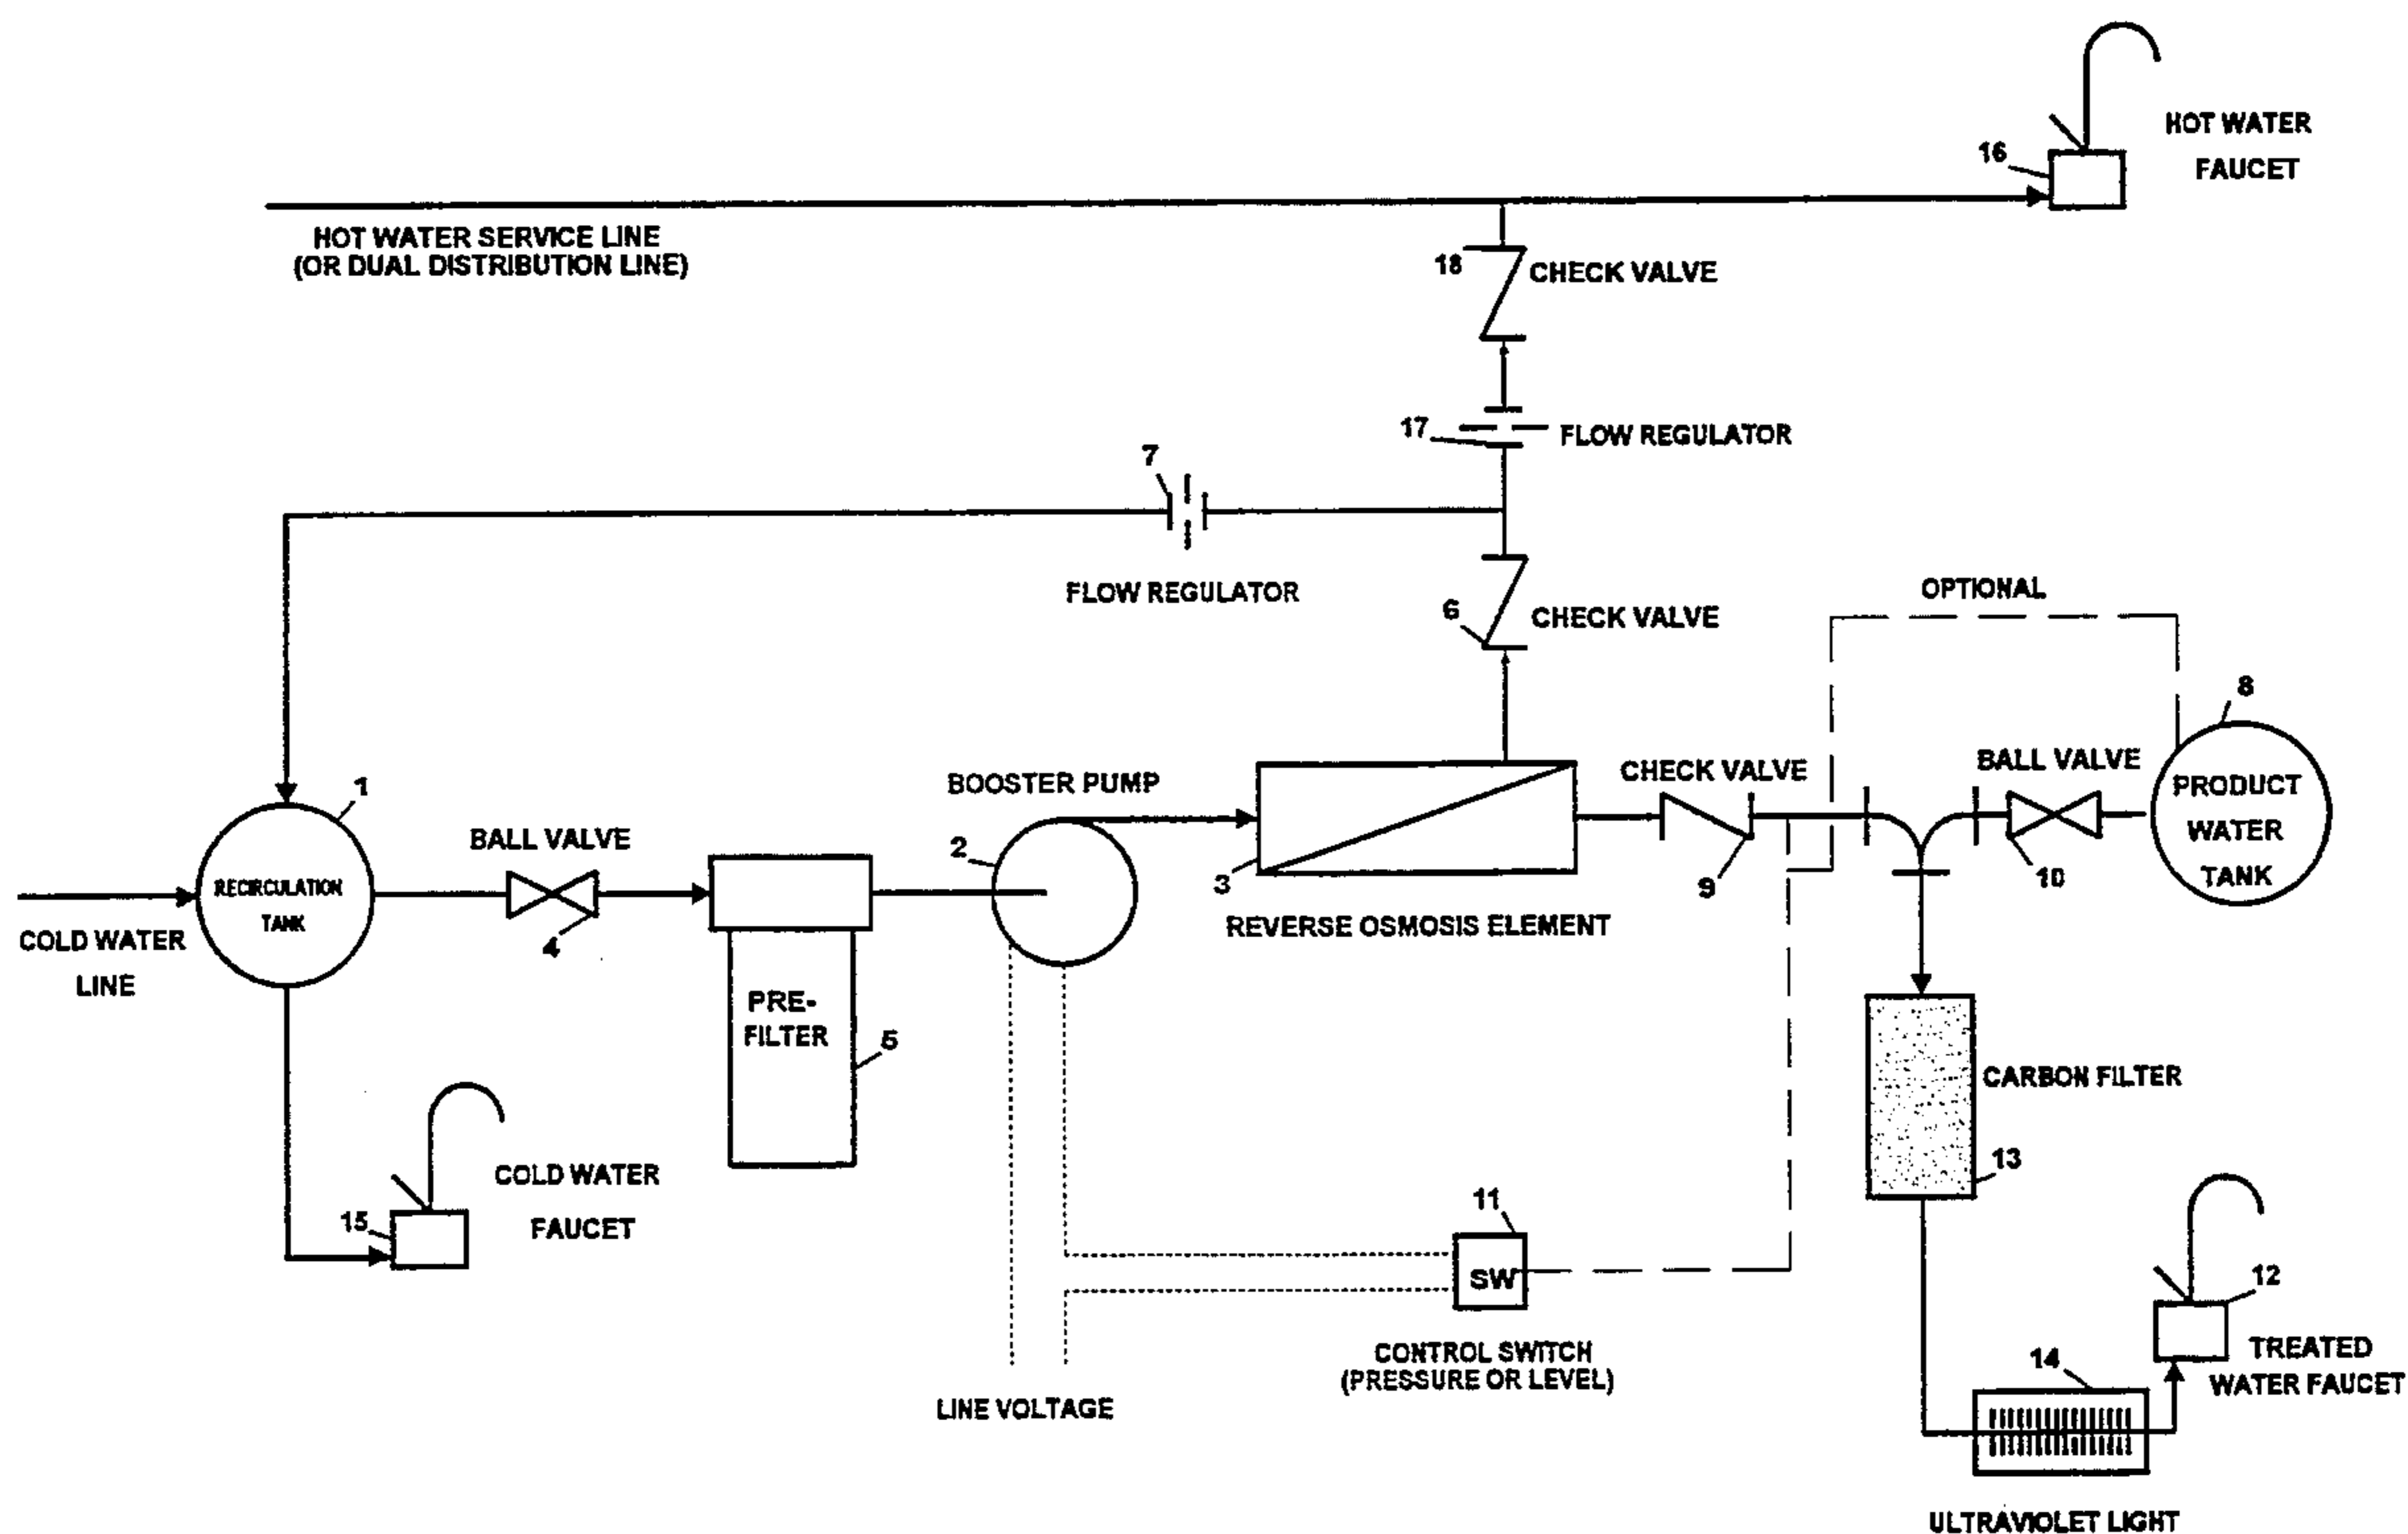 HOT WATER
FAUCET
16
HOT WATER SERVICE LINE
(OR DUAL DISTRIBUTION LINE)
18
CHECK VALVE
17
FLOW REGULATOR
7
FLOW REGULATOR
6
CHECK VALVE
OPTIONAL
8
PRODUCT
WATER
TANK
BALL VALVE
10
CHECK VALVE
9
BOOSTER PUMP
2
3
REVERSE OSMOSIS ELEMENT
1
RECIRCULATION
TANK
BALL VALVE
4
COLD WATER
LINE
PRE-
FILTER
5
CARBON FILTER
13
COLD WATER
FAUCET
15
11
SW
CONTROL SWITCH
(PRESSURE OR LEVEL)
LINE VOLTAGE
12
TREATED
WATER FAUCET
14
ULTRAVIOLET LIGHT